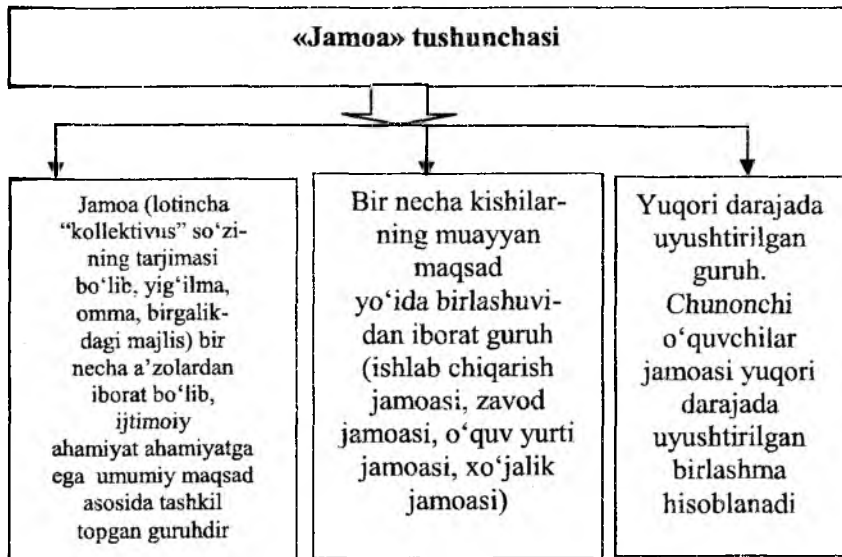 «Jamoa» tushunchasi
Jamoa (lotincha
“kollektivus” so‘zi-
ning tarjimasi
bo‘lib, yig‘ilma,
omma, birgalik-
dagi majlis) bir
necha a’zolardan
iborat bo‘lib,
ijtimoiy
ahamiyat ahamiyatga
ega umumiy maqsad
asosida tashkil
topgan guruhdir
Bir necha kishilar-
ning muayyan
maqsad
yo‘ida birlashuvi-
dan iborat guruh
(ishlab chiqarish
jamoasi, zavod
jamoasi, o‘quv yurti
jamoasi, xo‘jalik
jamoasi)
Yuqori darajada
uyushtirilgan
guruh.
Chunonchi
o‘quvchilar
jamoasi yuqori
darajada
uyushtirilgan
birlashma
hisoblanadi